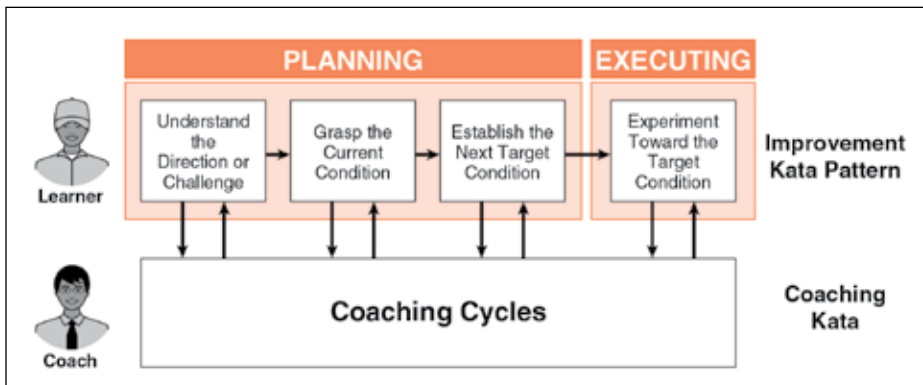 PLANNING
EXECUTING
Understand
the
Direction or
Challenge
Grasp the
Current
Condition
Establish the
Next Target
Condition
Experiment
Toward the
Target
Condition
Improvement
Kata Pattern
Learner
Coaching Cycles
Coaching
Kata
Coach